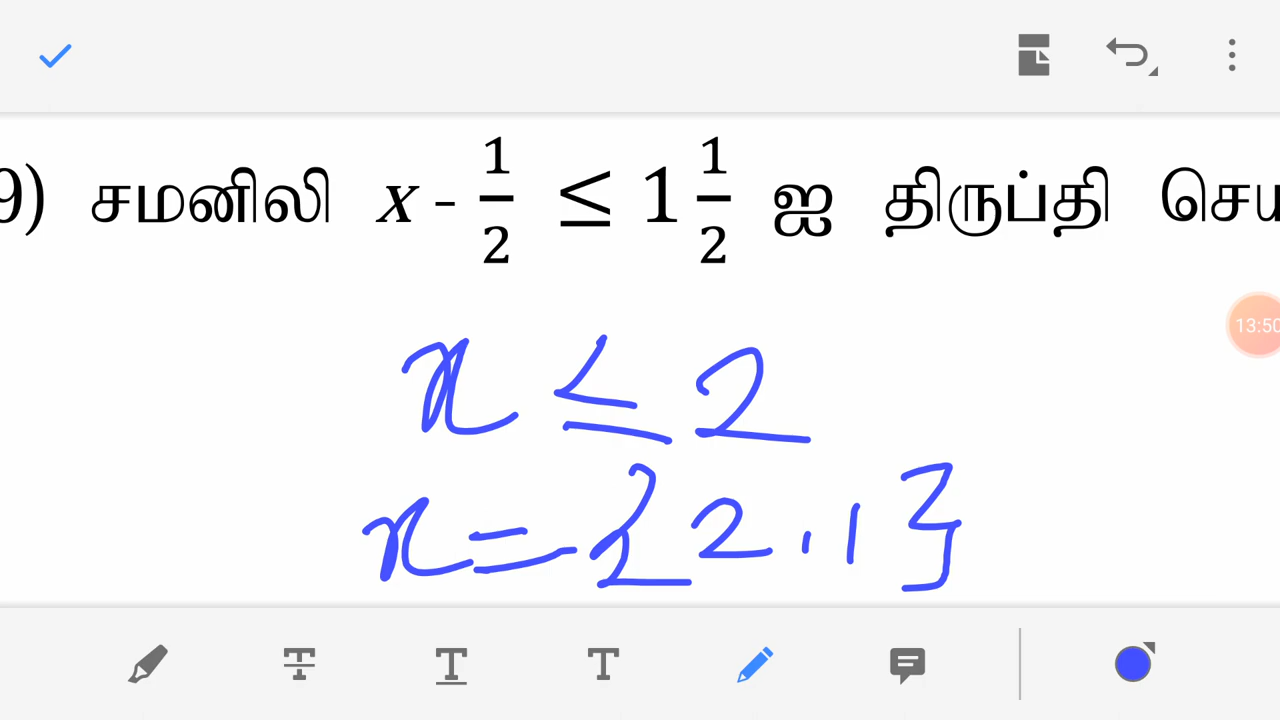 9) சமனிலி x - 1/2 ≤ 1 1/2 ஐ திருப்தி செய
x ≤ 2
13:50
x = {2, 1}
T T T